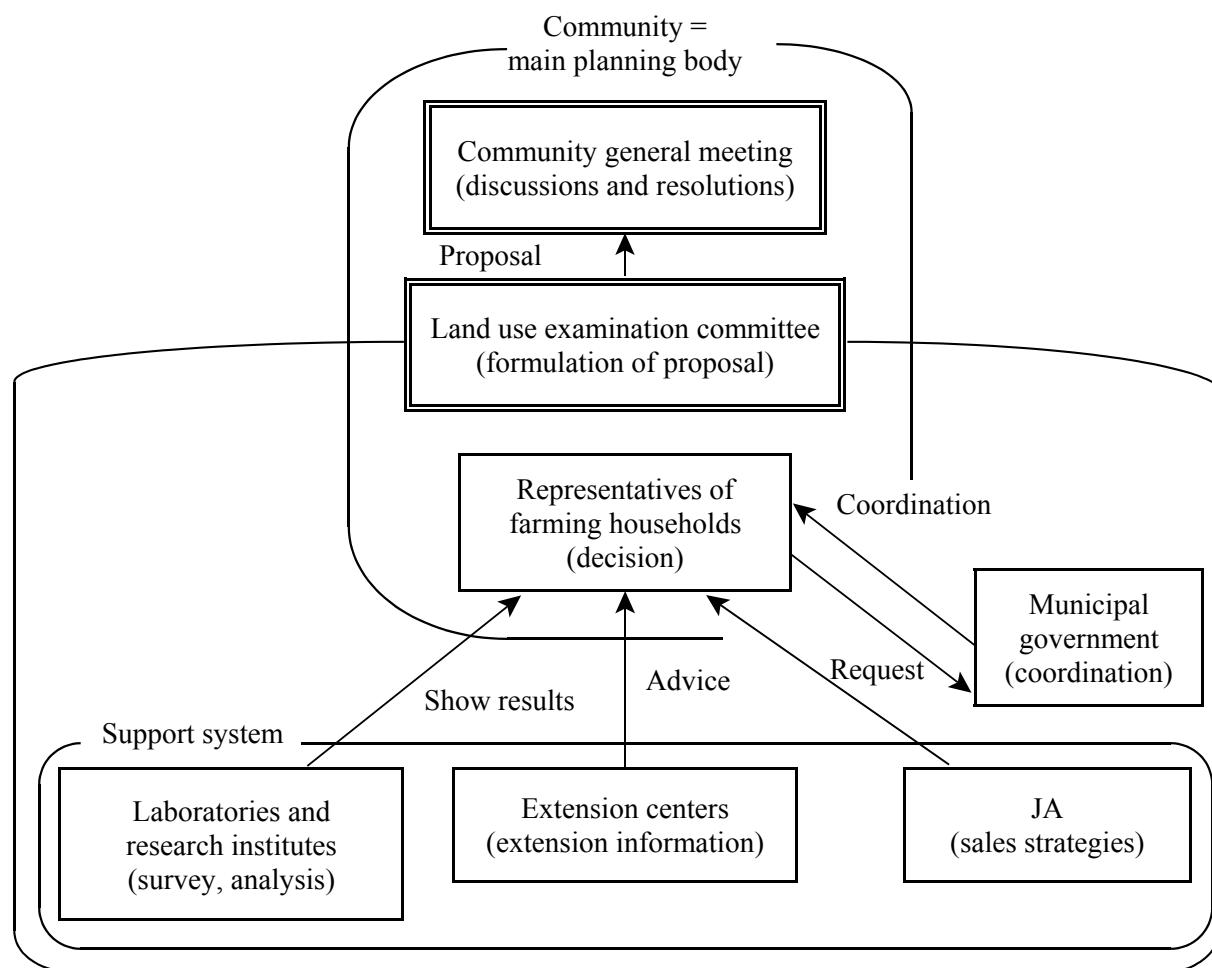 Community =
main planning body
Community general meeting
(discussions and resolutions)
Proposal
Land use examination committee
(formulation of proposal)
Representatives of
farming households
(decision)
Coordination
Municipal
government
(coordination)
Request
Advice
Show results
Support system
Laboratories and
research institutes
(survey, analysis)
Extension centers
(extension information)
JA
(sales strategies)